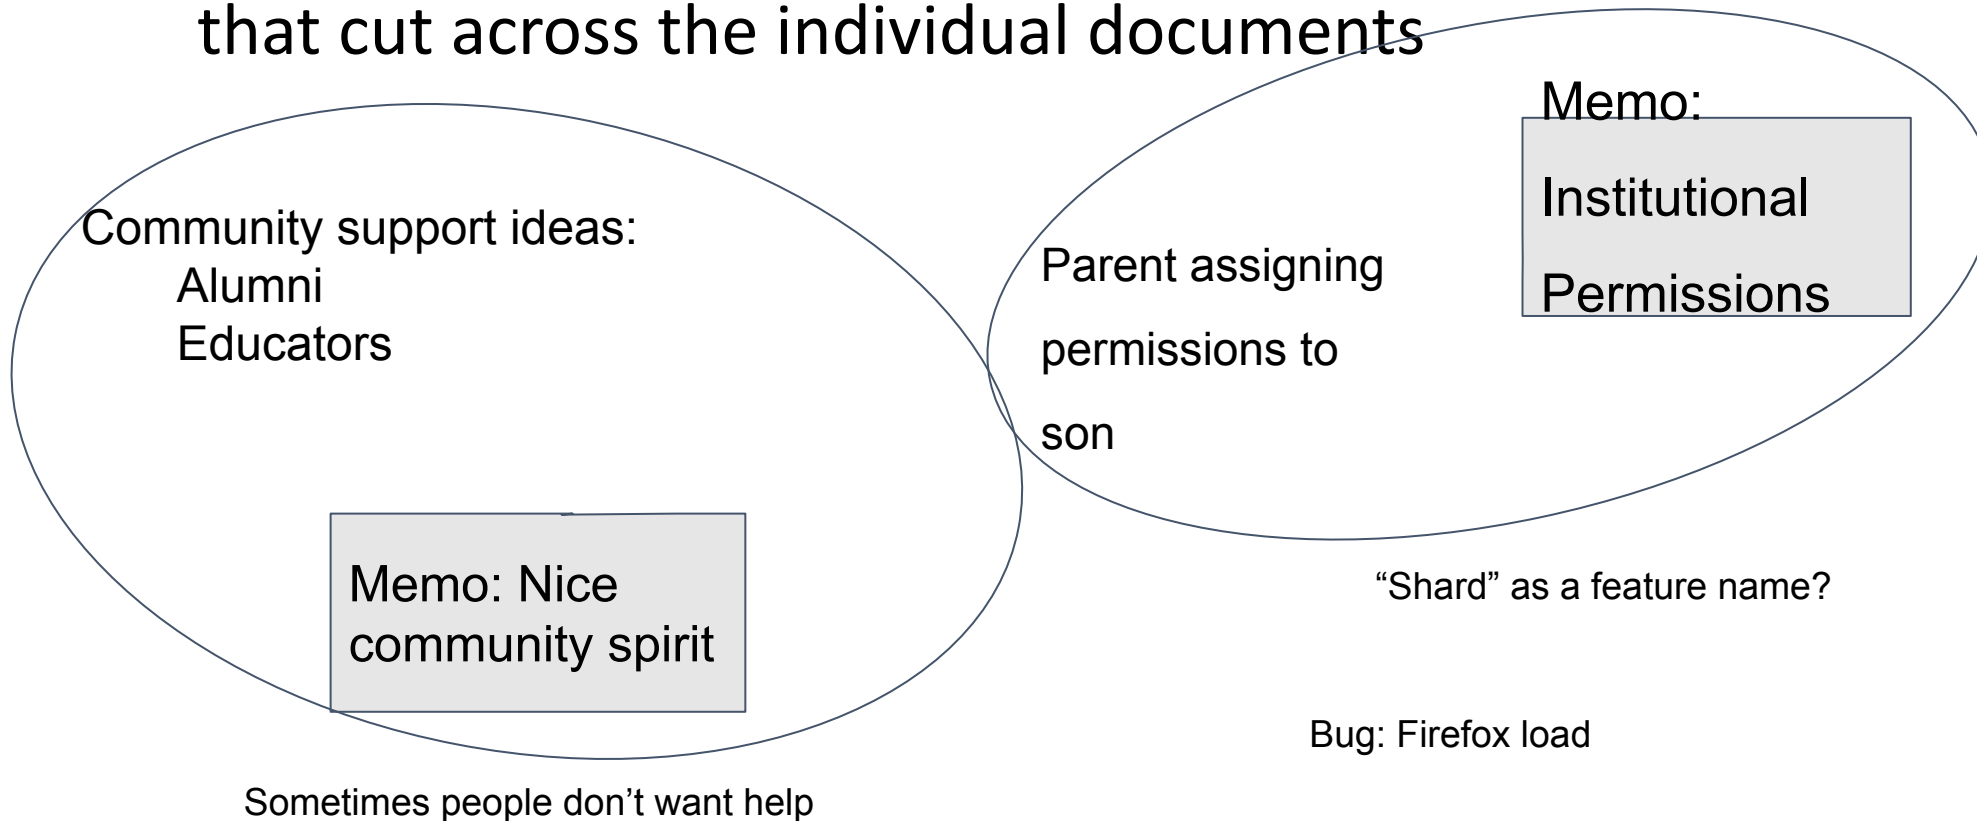 that cut across the individual documents
Community support ideas:
Alumni
Educators
Memo: Nice
community spirit
Sometimes people don’t want help
Parent assigning
permissions to
son
Memo:
Institutional
Permissions
“Shard” as a feature name?
Bug: Firefox load